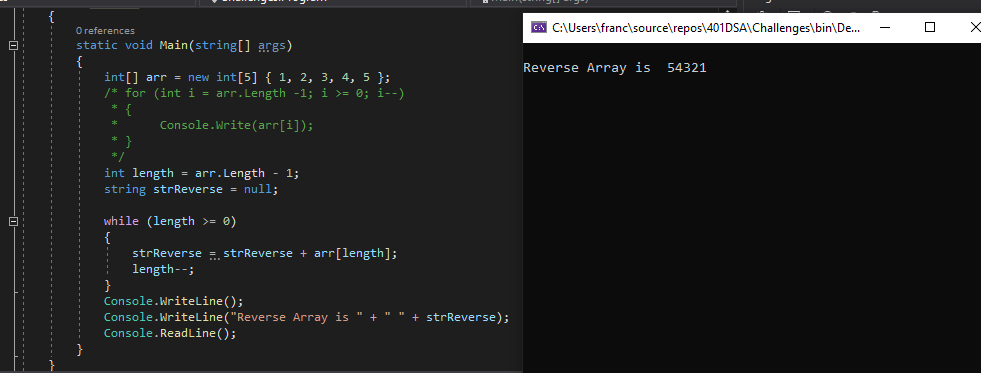 {
0 references
static void Main(string[] args)
{
int[] arr = new int[5] { 1, 2, 3, 4, 5 };
/* for (int i = arr.Length -1; i >= 0; i--)
* {
* Console.Write(arr[i]);
* }
*/
int length = arr.Length - 1;
string strReverse = null;
while (length >= 0)
{
strReverse = strReverse + arr[length];
length--;
}
Console.WriteLine();
Console.WriteLine("Reverse Array is " + " " + strReverse);
Console.ReadLine();
}
}
C:\Users\franc\source\repos\401DSA\Challenges\bin\De...
Reverse Array is  54321